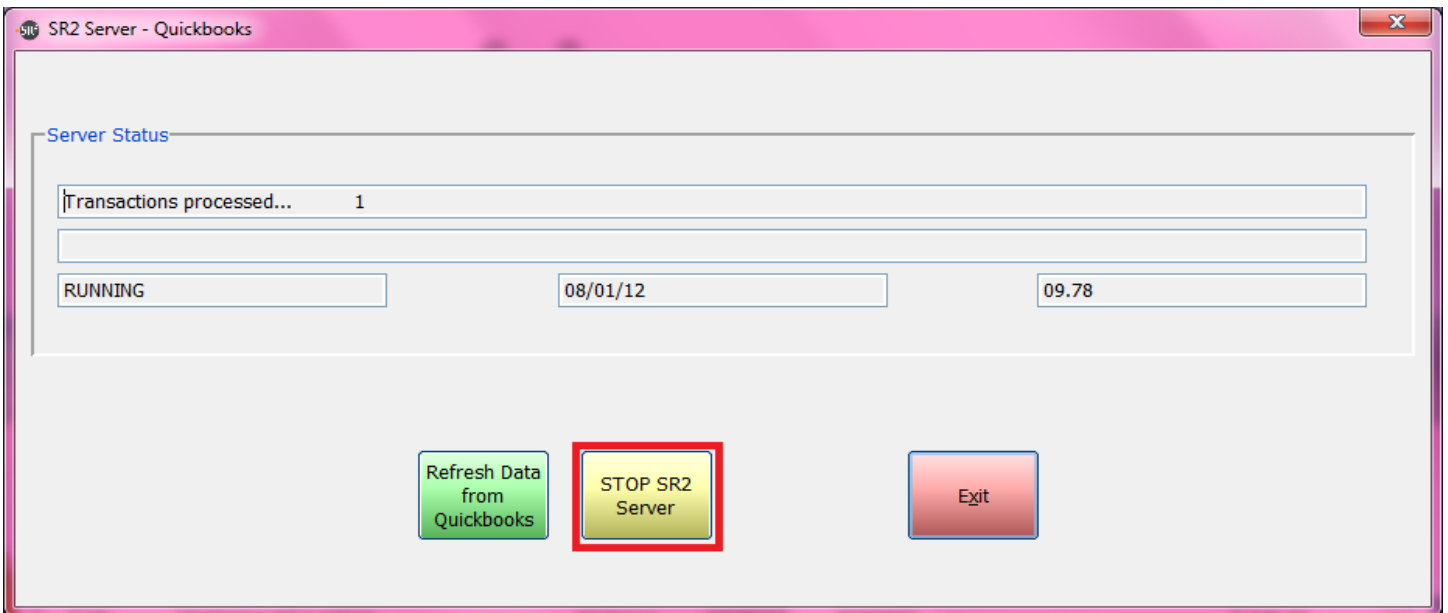 SR2 Server - Quickbooks
Server Status
Transactions processed... 1
RUNNING 08/01/12 09.78
Refresh Data
from
Quickbooks
STOP SR2
Server
Exit